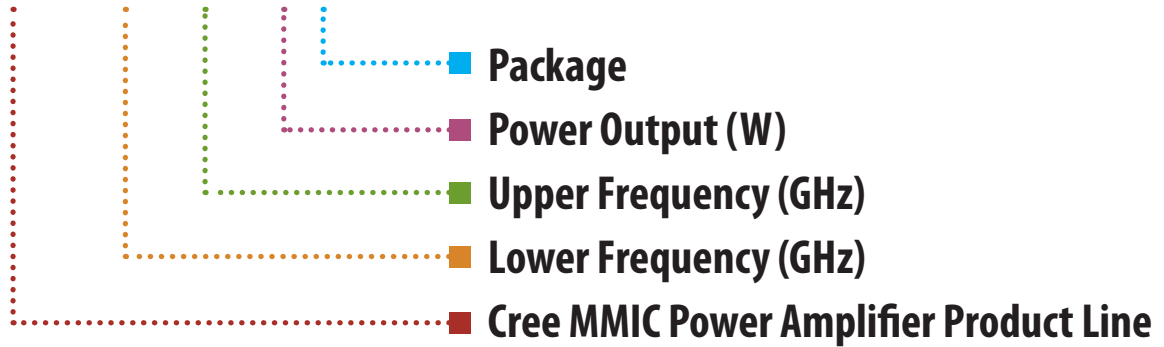 Package
Power Output (W)
Upper Frequency (GHz)
Lower Frequency (GHz)
Cree MMIC Power Amplifier Product Line